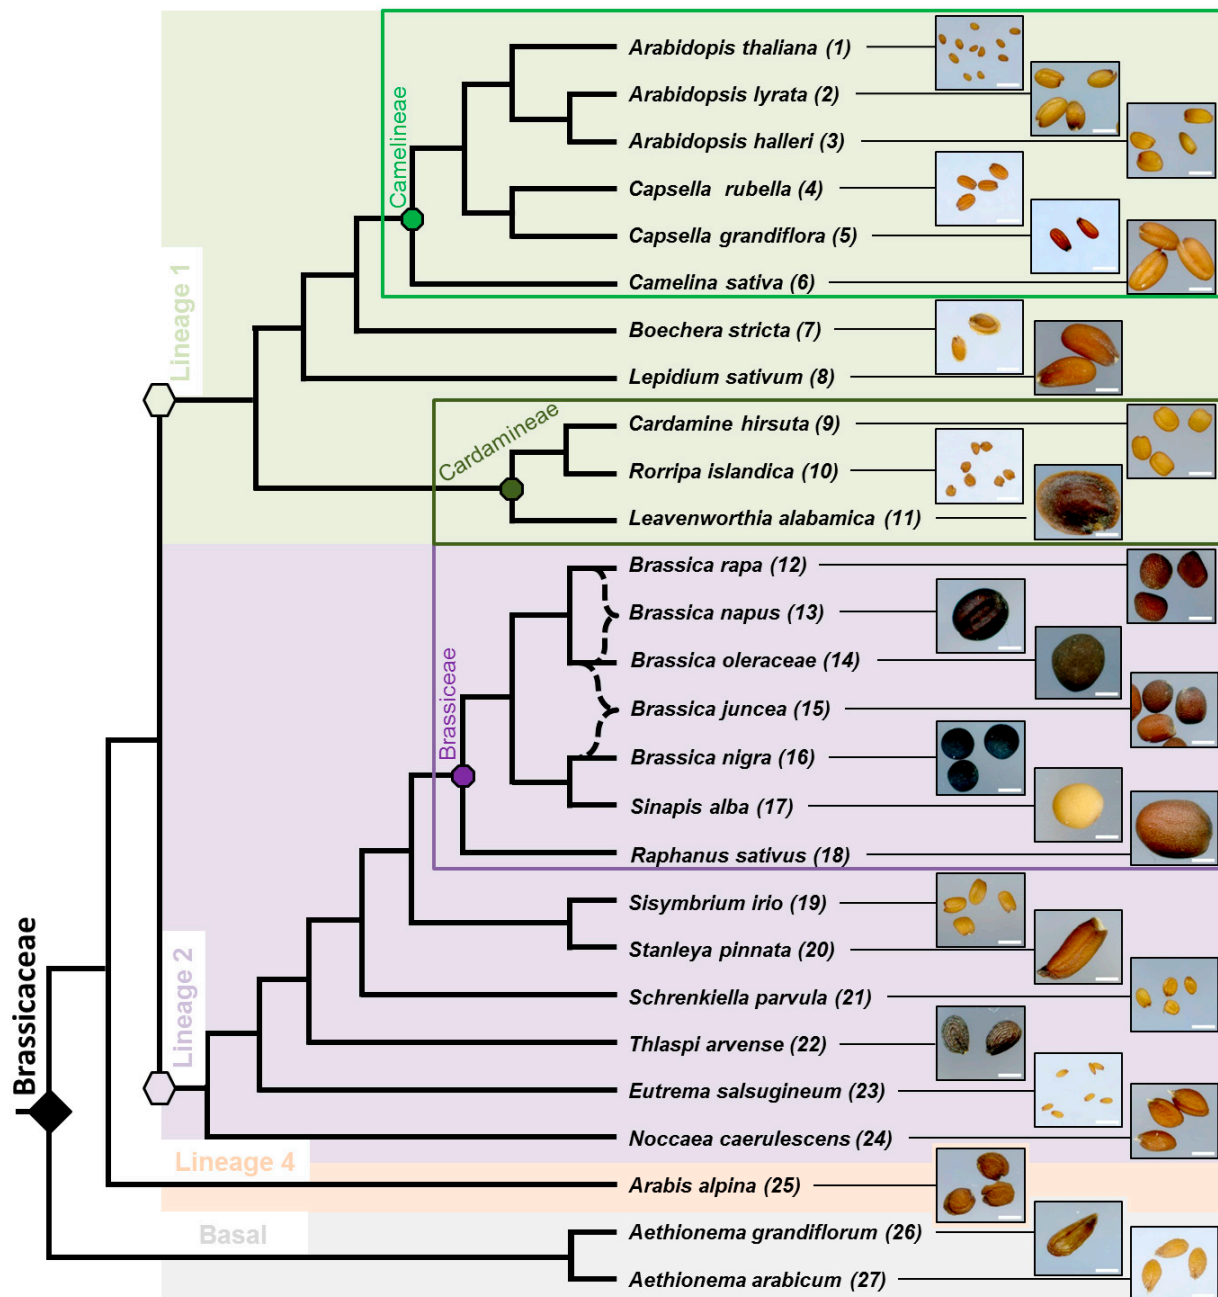 Arabidopis thaliana (1)
Arabidopsis lyrata (2)
Arabidopsis halleri (3)
Capsella rubella (4)
Capsella grandiflora (5)
Camelina sativa (6)
Camelineae
Lineage 1
Boechera stricta (7)
Lepidium sativum (8)
Cardamineae
Cardamine hirsuta (9)
Rorripa islandica (10)
Leavenworthia alabamica (11)
Brassica rapa (12)
Brassica napus (13)
Brassica oleraceae (14)
Brassiceae
Brassica juncea (15)
Brassica nigra (16)
Sinapis alba (17)
Raphanus sativus (18)
Sisymbrium irio (19)
Stanleya pinnata (20)
Brassicaceae
Lineage 2
Schrenkiella parvula (21)
Thlaspi arvense (22)
Eutrema salsugineum (23)
Noccaea caerulescens (24)
Lineage 4
Arabis alpina (25)
Basal
Aethionema grandiflorum (26)
Aethionema arabicum (27)